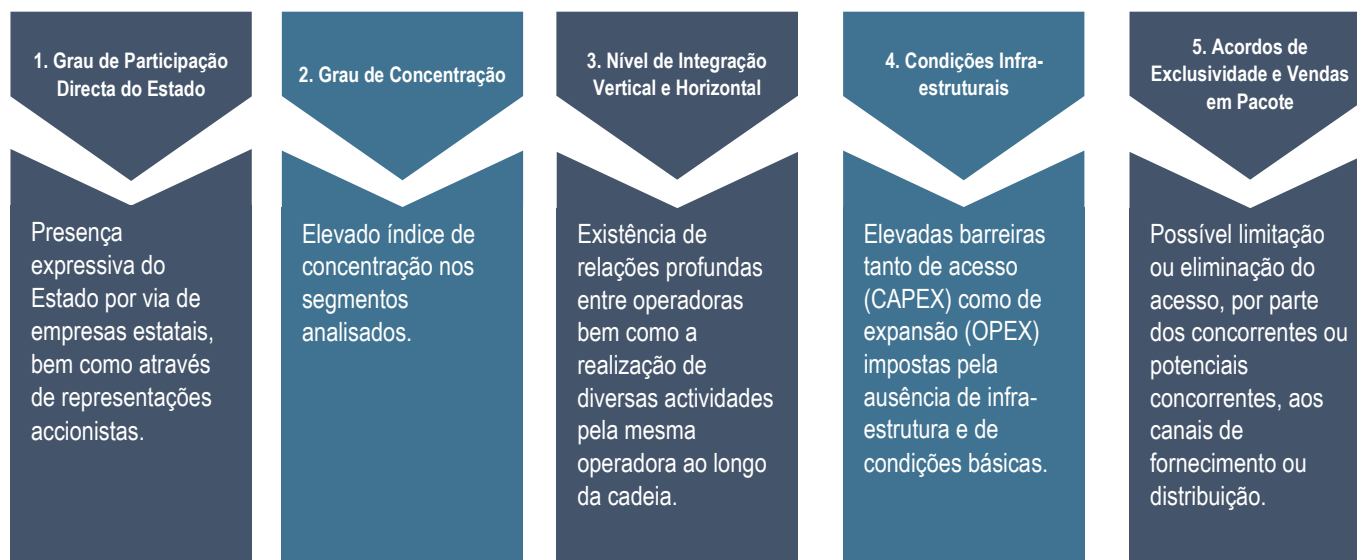 1. Grau de Participação
Directa do Estado
Presença
expressiva do
Estado por via de
empresas estatais,
bem como através
de representações
accionistas.
2. Grau de Concentração
Elevado índice de
concentração nos
segmentos
analisados.
3. Nível de Integração
Vertical e Horizontal
Existência de
relações profundas
entre operadoras
bem como a
realização de
diversas actividades
pela mesma
operadora ao longo
da cadeia.
4. Condições Infra-
estruturais
Elevadas barreiras
tanto de acesso
(CAPEX) como de
expansão (OPEX)
impostas pela
ausência de infra-
estrutura e de
condições básicas.
5. Acordos de
Exclusividade e Vendas
em Pacote
Possível limitação
ou eliminação do
acesso, por parte
dos concorrentes ou
potenciais
concorrentes, aos
canais de
fornecimento ou
distribuição.